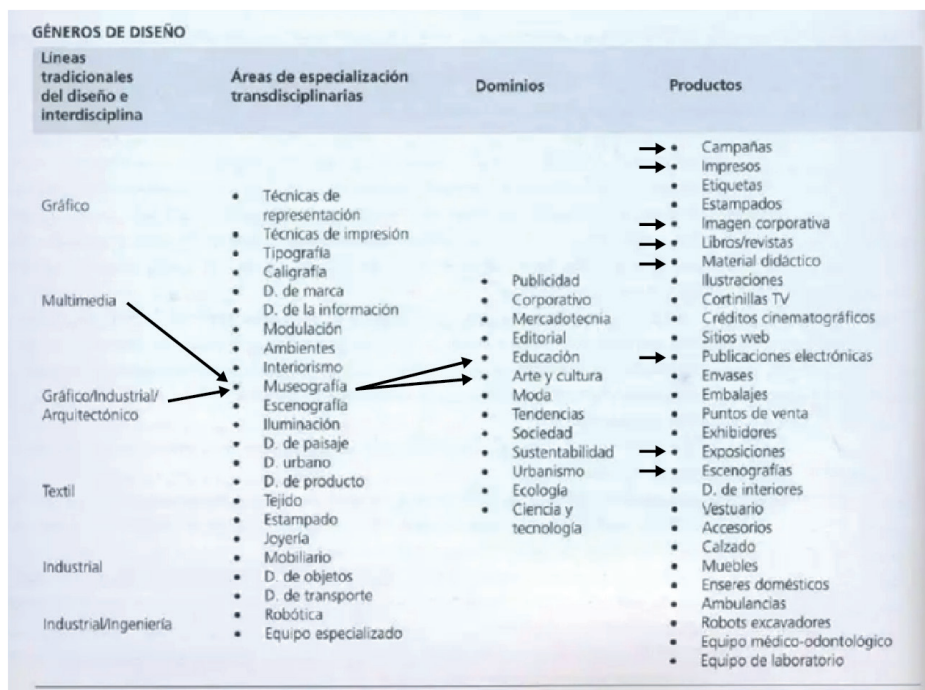 GÉNEROS DE DISEÑO
Líneas
tradicionales
del diseño e
interdisciplina
Áreas de especialización
transdisciplinarias
Dominios
Productos
Gráfico
Multimedia
Gráfico/Industrial/
Arquitectónico
Textil
Industrial
Industrial/Ingeniería
• Técnicas de
representación
• Técnicas de impresión
• Tipografía
• Caligrafía
• D. de marca
• D. de la información
• Modulación
• Ambientes
• Interiorismo
• Museografía
• Escenografía
• Iluminación
• D. de paisaje
• D. urbano
• D. de producto
• Tejido
• Estampado
• Joyería
• Mobiliario
• D. de objetos
• D. de transporte
• Robótica
• Equipo especializado
• Publicidad
• Corporativo
• Mercadotecnia
• Editorial
• Educación
• Arte y cultura
• Moda
• Tendencias
• Sociedad
• Sustentabilidad
• Urbanismo
• Ecología
• Ciencia y
tecnología
• Campañas
• Impresos
• Etiquetas
• Estampados
• Imagen corporativa
• Libros/revistas
• Material didáctico
• Ilustraciones
• Cortinillas TV
• Créditos cinematográficos
• Sitios web
• Publicaciones electrónicas
• Envases
• Embalajes
• Puntos de venta
• Exhibidores
• Exposiciones
• Escenografías
• D. de interiores
• Vestuario
• Accesorios
• Calzado
• Muebles
• Enseres domésticos
• Ambulancias
• Robots excavadores
• Equipo médico-odontológico
• Equipo de laboratorio